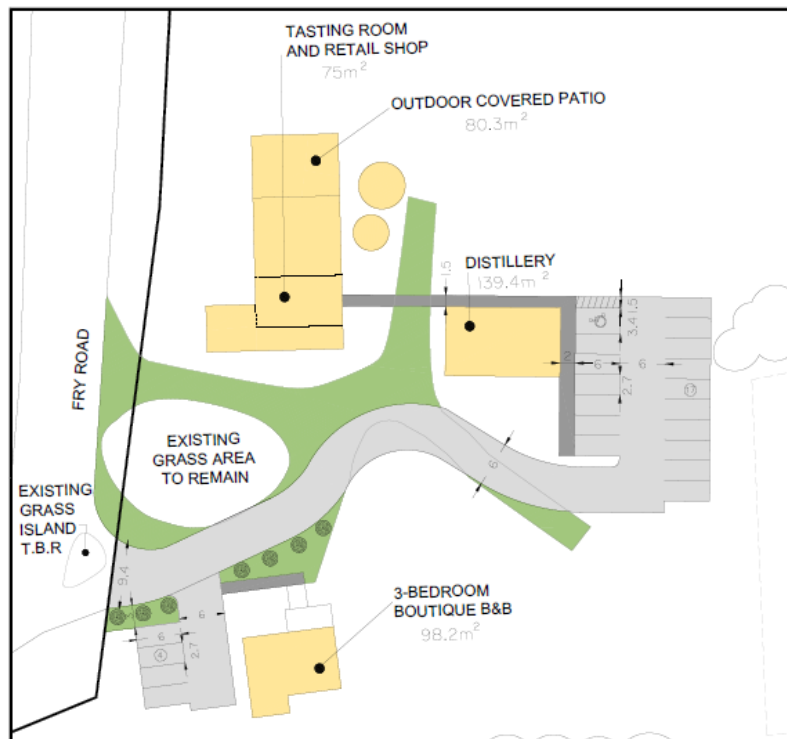 TASTING ROOM
AND RETAIL SHOP
75m²
OUTDOOR COVERED PATIO
80.3m²
DISTILLERY
139.4m²
1.5
1.5
3.4
2
6
6
2.7
FRY ROAD
EXISTING
GRASS AREA
TO REMAIN
6
EXISTING
GRASS
ISLAND
T.B.R
9.4
6
6
2.7
4
3-BEDROOM
BOUTIQUE B&B
98.2m²